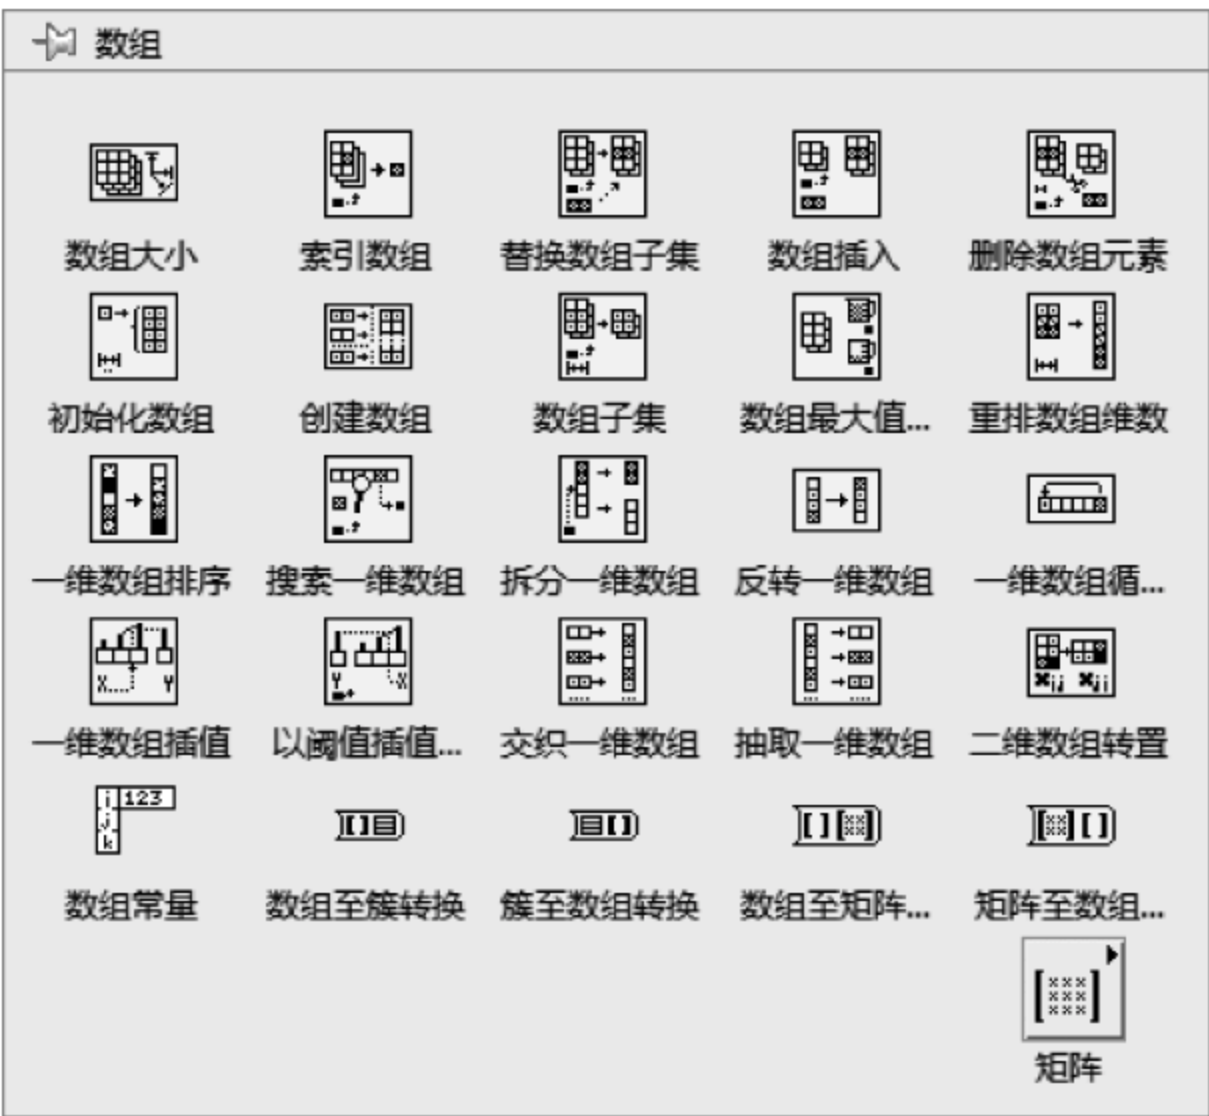 数组
数组大小 索引数组 替换数组子集 数组插入 删除数组元素
初始化数组 创建数组 数组子集 数组最大值... 重排数组维数
一维数组排序 搜索一维数组 拆分一维数组 反转一维数组 一维数组循...
X Y Y X
一维数组插值 以阈值插值... 交织一维数组 抽取一维数组 二维数组转置
i 123
j
k
数组常量 数组至簇转换 簇至数组转换 数组至矩阵... 矩阵至数组...
矩阵